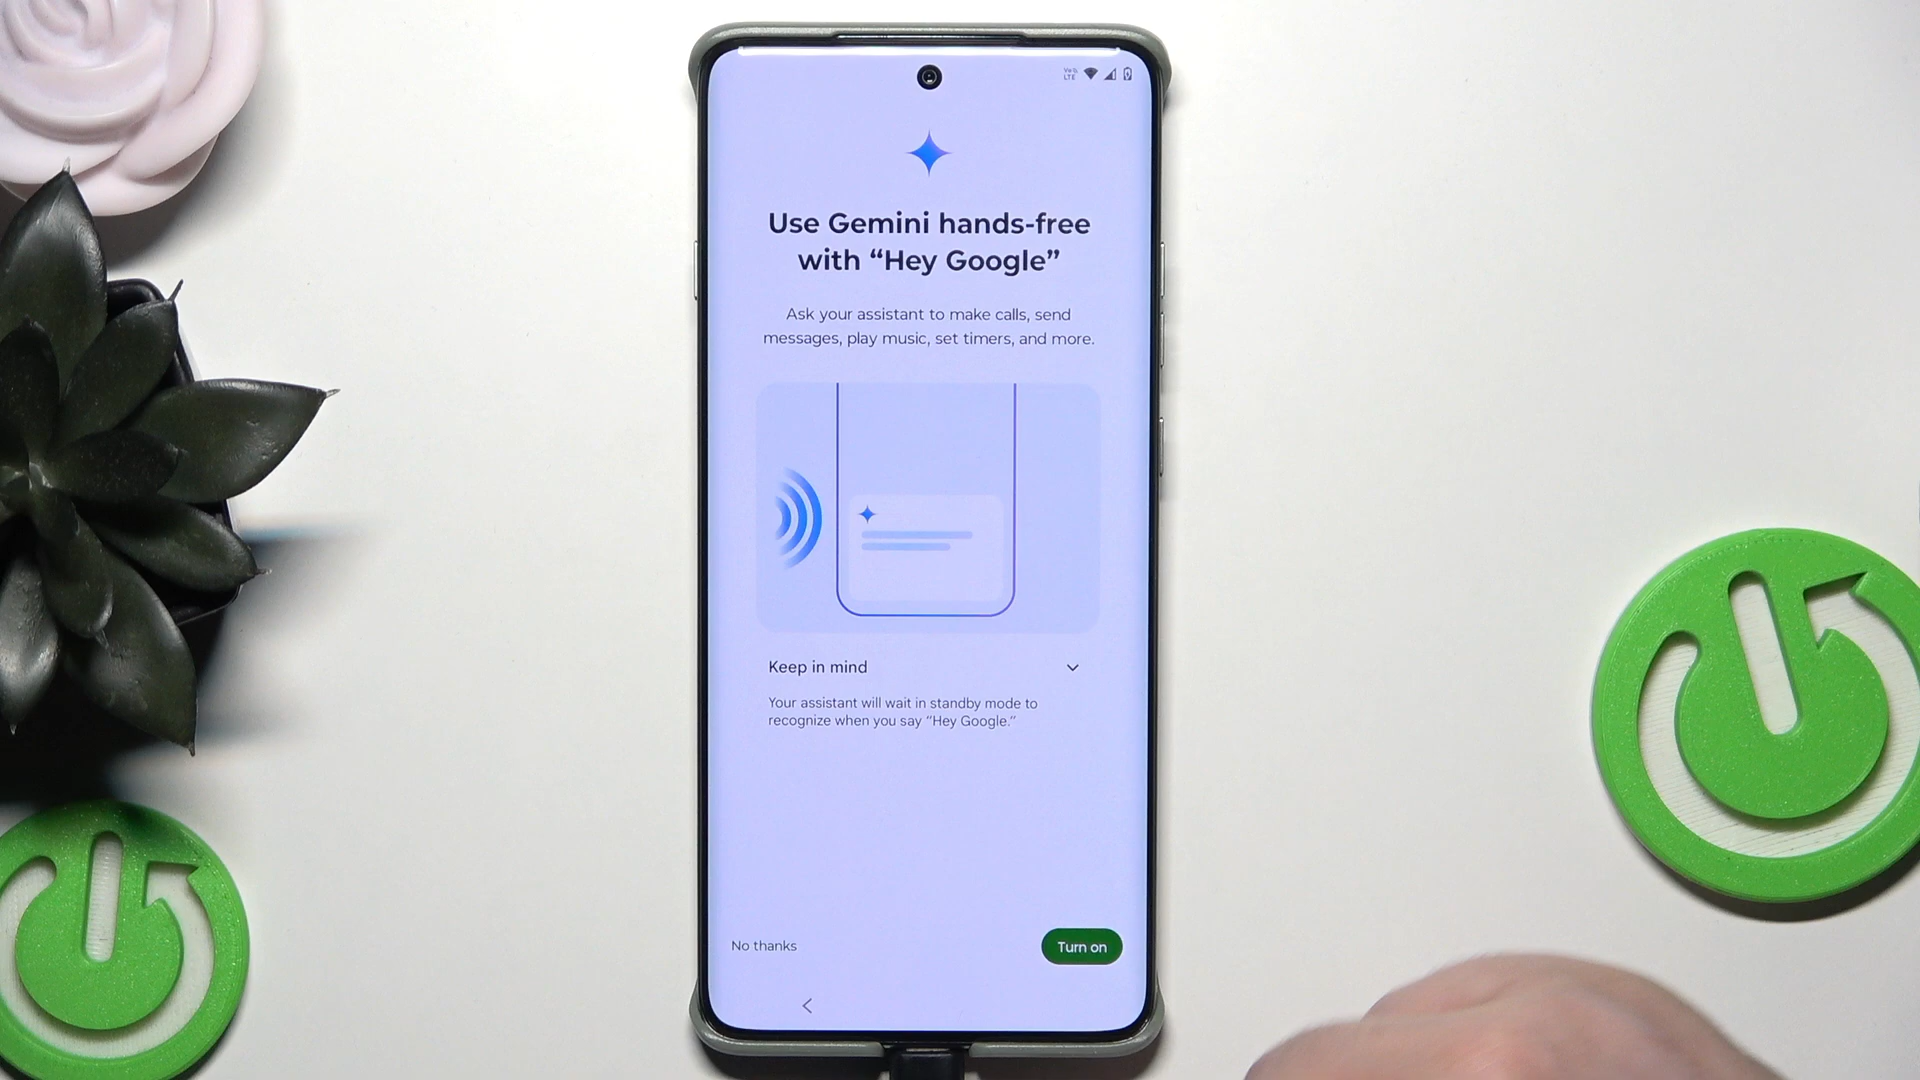 VoLTE
Use Gemini hands-free
with “Hey Google”
Ask your assistant to make calls, send
messages, play music, set timers, and more.
Keep in mind
Your assistant will wait in standby mode to
recognize when you say “Hey Google.”
No thanks
Turn on